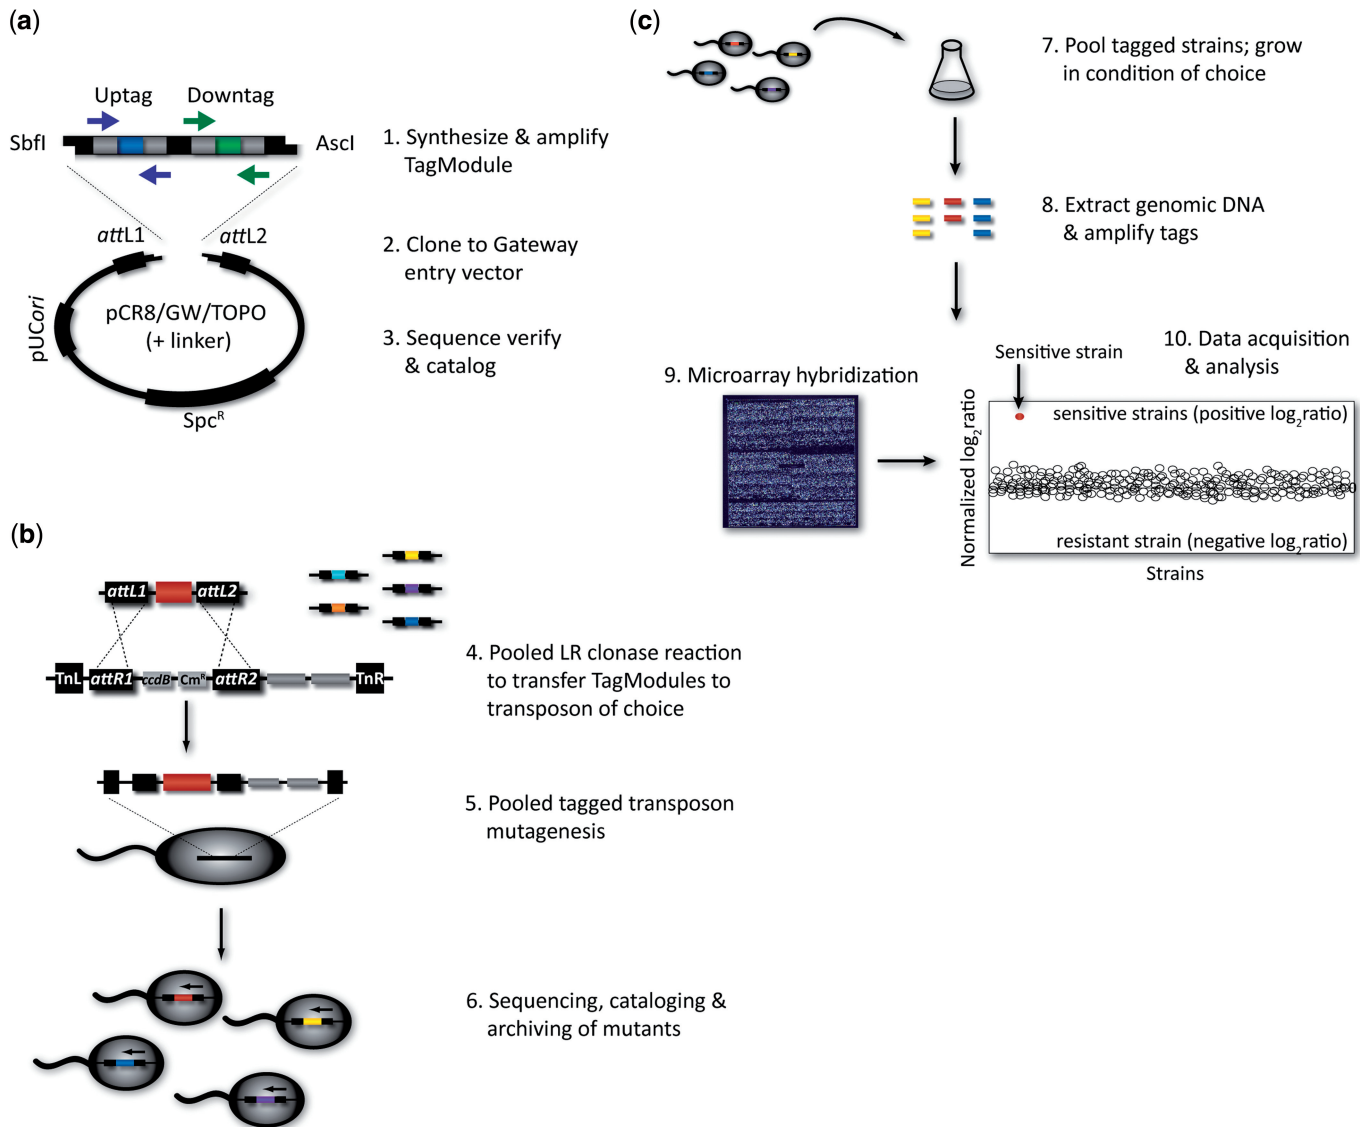 (a)
Uptag
Downtag
SbfI
AscI
attL1
attL2
pUCori
pCR8/GW/TOPO
(+ linker)
Spc^R
1. Synthesize & amplify
TagModule
2. Clone to Gateway
entry vector
3. Sequence verify
& catalog
(b)
attL1
attL2
TnL
attR1
ccdB
Cm^R
attR2
TnR
4. Pooled LR clonase reaction
to transfer TagModules to
transposon of choice
5. Pooled tagged transposon
mutagenesis
6. Sequencing, cataloging &
archiving of mutants
(c)
7. Pool tagged strains; grow
in condition of choice
8. Extract genomic DNA
& amplify tags
9. Microarray hybridization
10. Data acquisition
& analysis
Sensitive strain
sensitive strains (positive log₂ratio)
Normalized log₂ratio
resistant strain (negative log₂ratio)
Strains